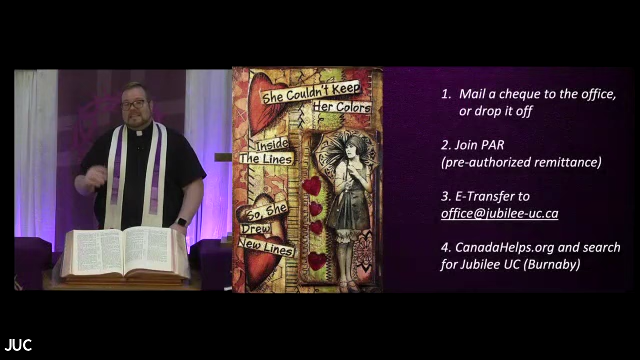 She Couldn't Keep
Her Colors
Inside
The Lines
So, She
Drew
New Lines
1. Mail a cheque to the office,
or drop it off
2. Join PAR
(pre-authorized remittance)
3. E-Transfer to
office@jubilee-uc.ca
4. CanadaHelps.org and search
for Jubilee UC (Burnaby)
JUC